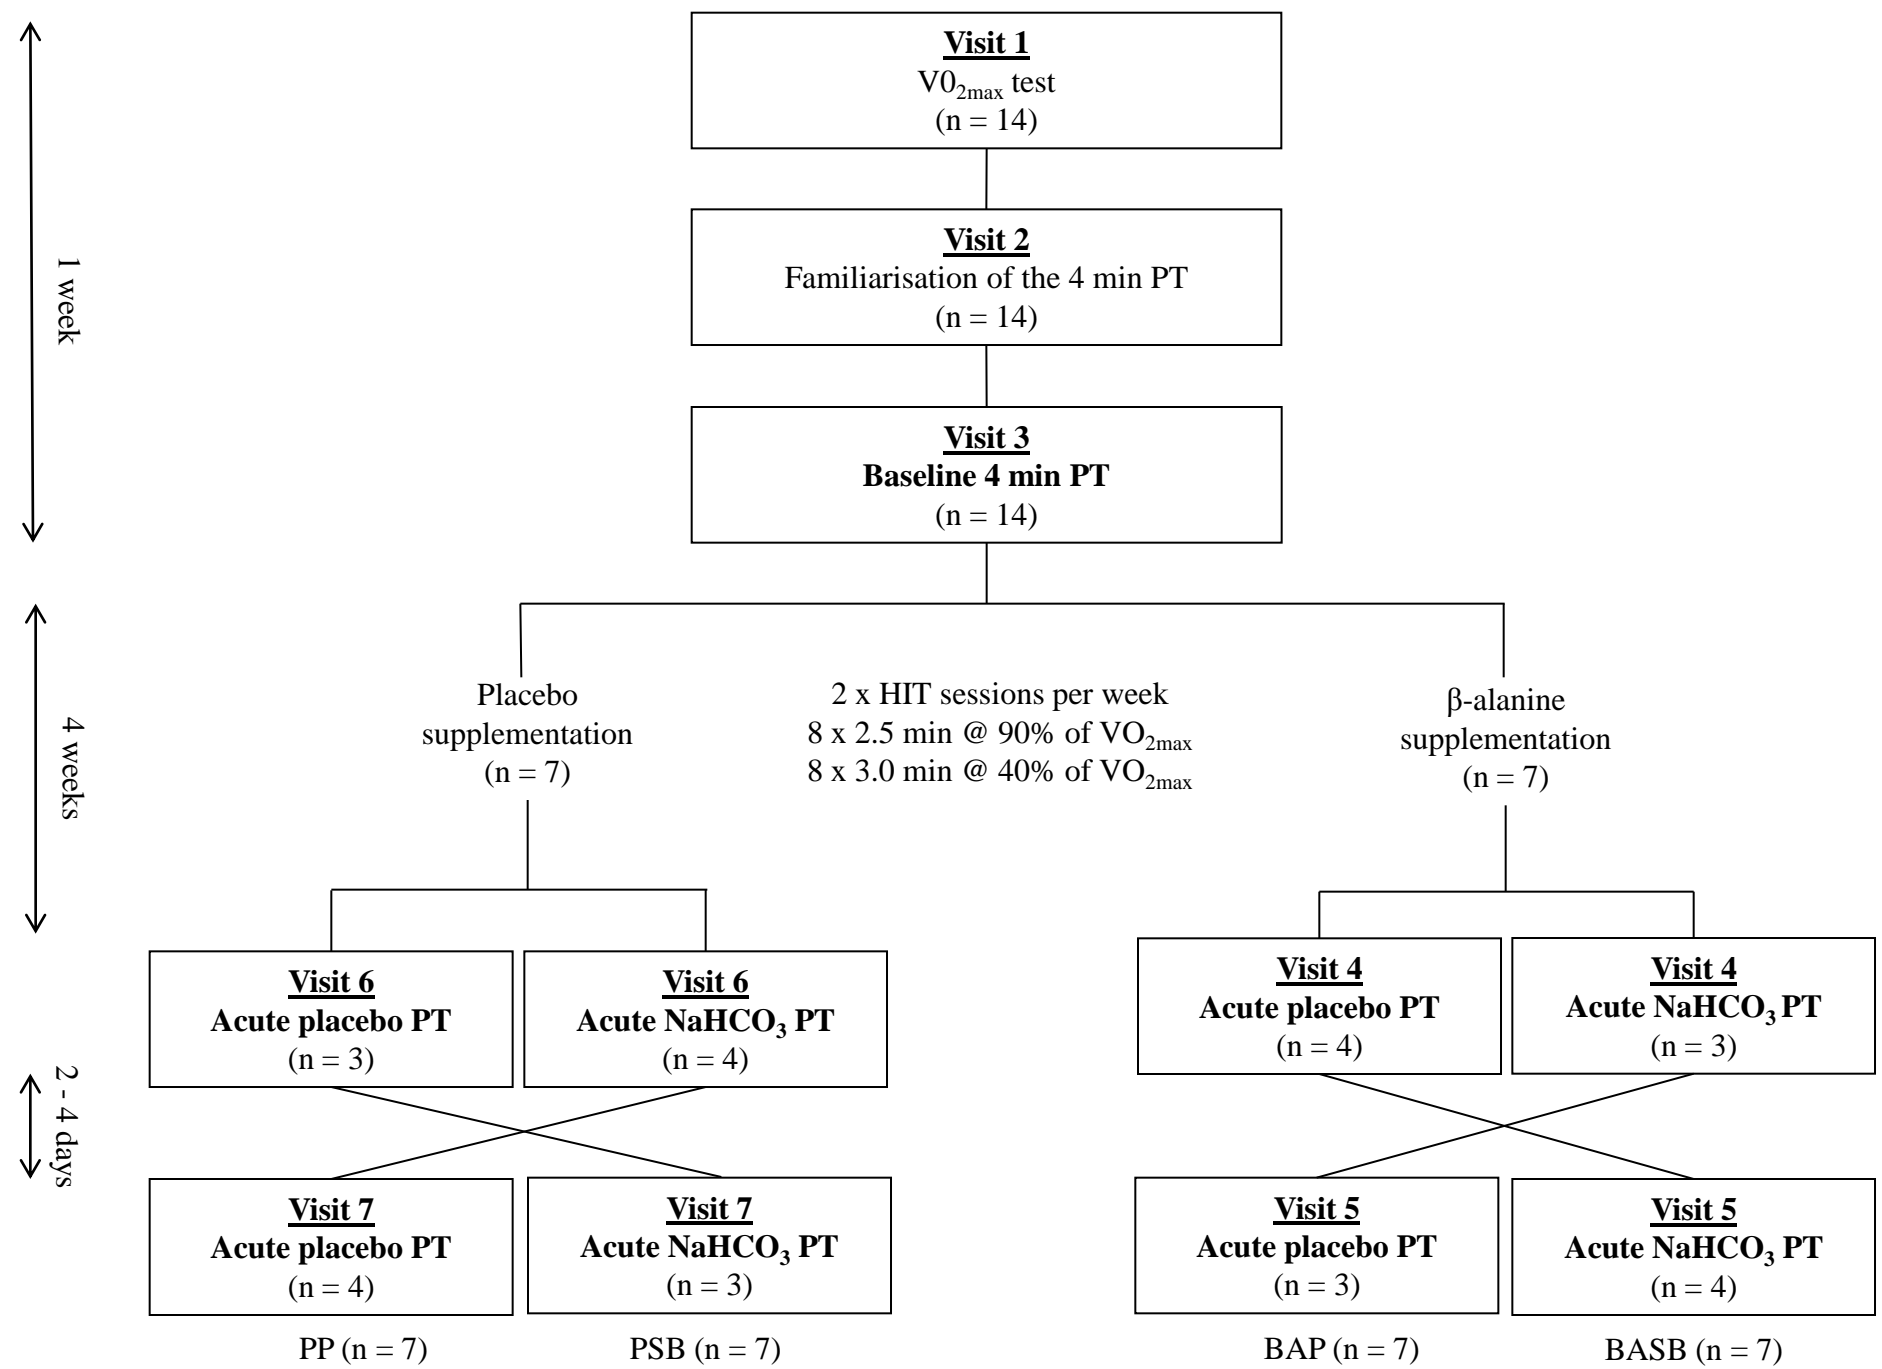 Visit 1
V0₂max test
(n = 14)
Visit 2
Familiarisation of the 4 min PT
(n = 14)
Visit 3
Baseline 4 min PT
(n = 14)
1 week
Placebo
supplementation
(n = 7)
2 x HIT sessions per week
8 x 2.5 min @ 90% of VO₂max
8 x 3.0 min @ 40% of VO₂max
β-alanine
supplementation
(n = 7)
4 weeks
Visit 6
Acute placebo PT
(n = 3)
Visit 6
Acute NaHCO₃ PT
(n = 4)
Visit 4
Acute placebo PT
(n = 4)
Visit 4
Acute NaHCO₃ PT
(n = 3)
2 - 4 days
Visit 7
Acute placebo PT
(n = 4)
Visit 7
Acute NaHCO₃ PT
(n = 3)
Visit 5
Acute placebo PT
(n = 3)
Visit 5
Acute NaHCO₃ PT
(n = 4)
PP (n = 7)
PSB (n = 7)
BAP (n = 7)
BASB (n = 7)